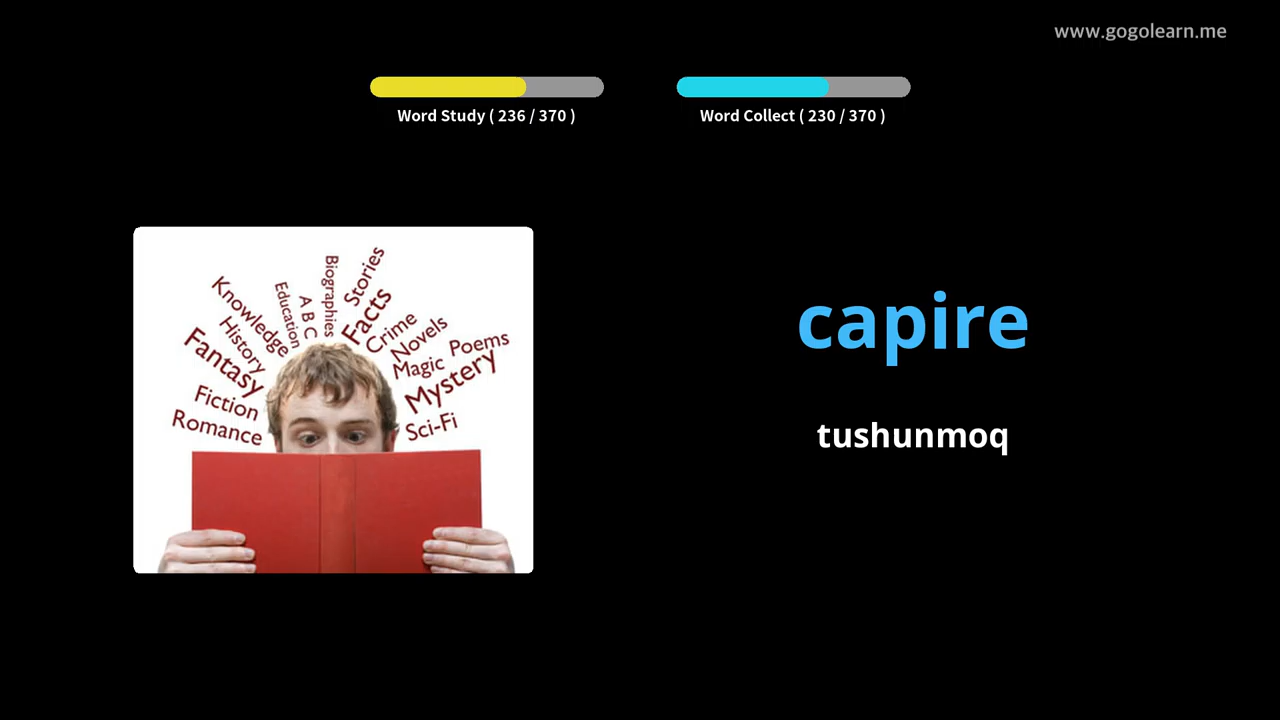 www.gogolearn.me
Word Study ( 236 / 370 )
Word Collect ( 230 / 370 )
Stories
Biographies
Education
A B C
Facts
Knowledge
Crime
History
Novels
Poems
Fantasy
Magic
Mystery
Fiction
Romance
Sci-Fi
capire
tushunmoq